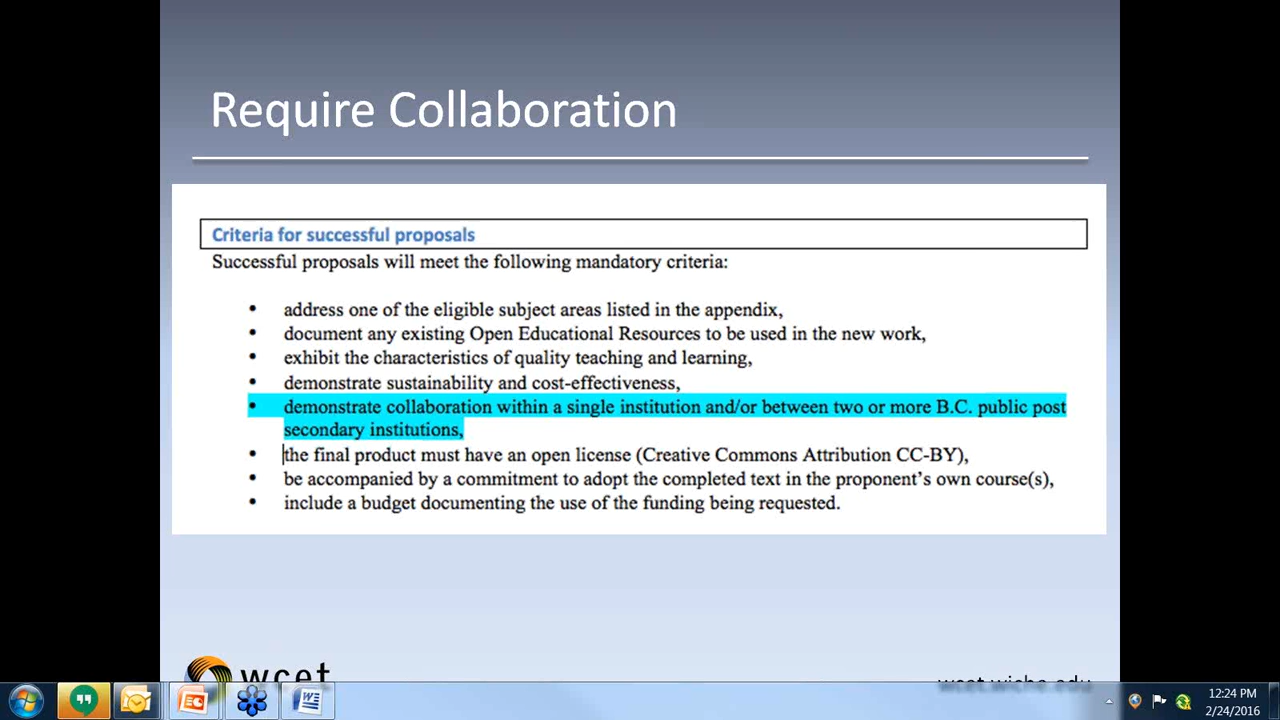 Require Collaboration
Criteria for successful proposals
Successful proposals will meet the following mandatory criteria:
• address one of the eligible subject areas listed in the appendix,
• document any existing Open Educational Resources to be used in the new work,
• exhibit the characteristics of quality teaching and learning,
• demonstrate sustainability and cost-effectiveness,
• demonstrate collaboration within a single institution and/or between two or more B.C. public post
secondary institutions,
• the final product must have an open license (Creative Commons Attribution CC-BY),
• be accompanied by a commitment to adopt the completed text in the proponent's own course(s),
• include a budget documenting the use of the funding being requested.
wcet
wcet.wiche.edu
12:24 PM
2/24/2016